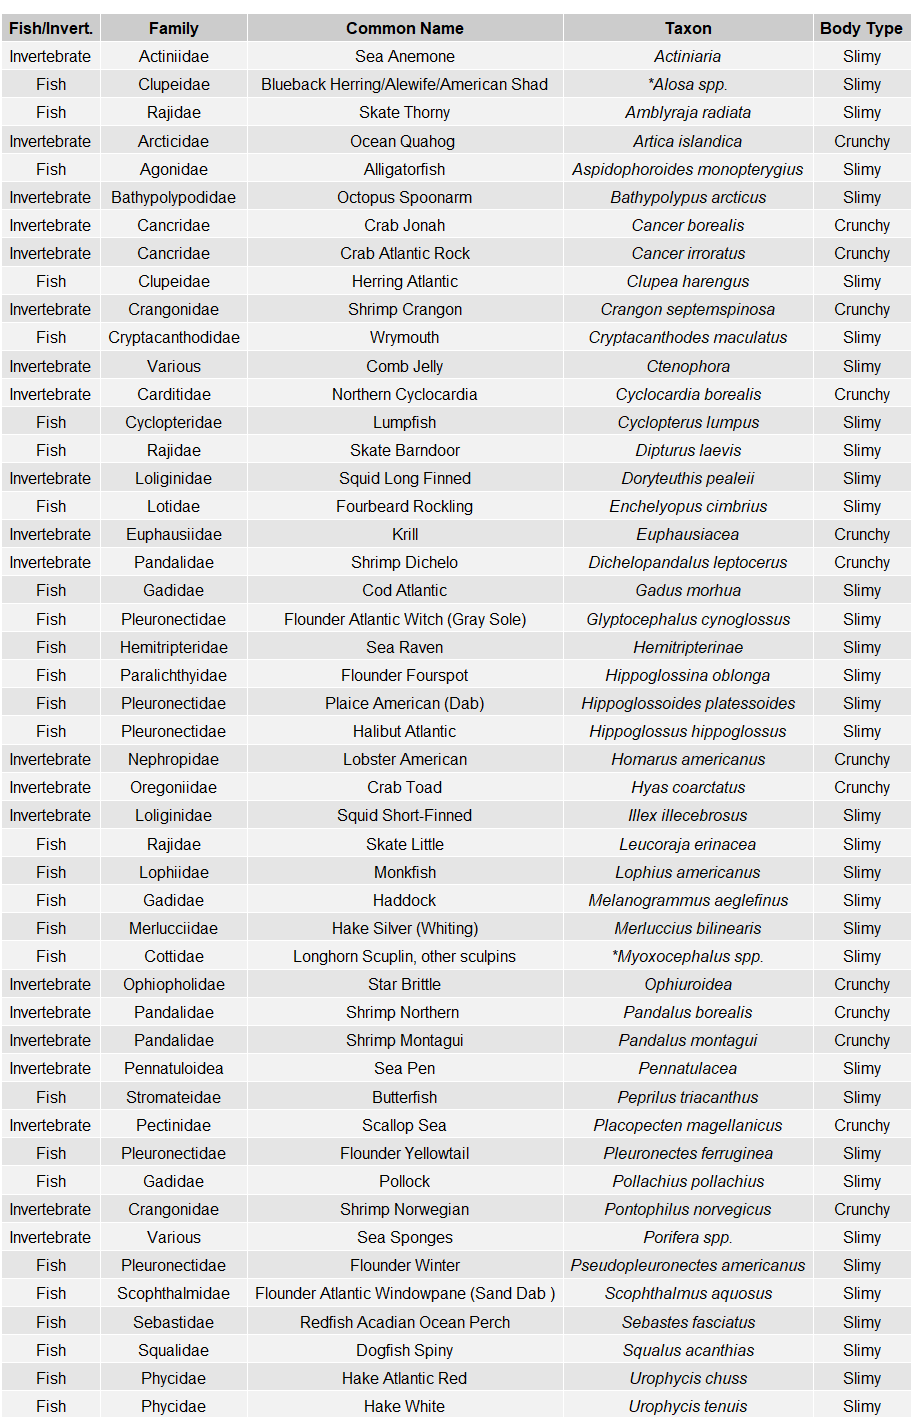 Fish/Invert. Family Common Name Taxon Body Type
Invertebrate Actiniidae Sea Anemone Actiniaria Slimy
Fish Clupeidae Blueback Herring/Alewife/American Shad *Alosa spp. Slimy
Fish Rajidae Skate Thorny Amblyraja radiata Slimy
Invertebrate Arcticidae Ocean Quahog Artica islandica Crunchy
Fish Agonidae Alligatorfish Aspidophoroides monopterygius Slimy
Invertebrate Bathypolypodidae Octopus Spoonarm Bathypolypus arcticus Slimy
Invertebrate Cancridae Crab Jonah Cancer borealis Crunchy
Invertebrate Cancridae Crab Atlantic Rock Cancer irroratus Crunchy
Fish Clupeidae Herring Atlantic Clupea harengus Slimy
Invertebrate Crangonidae Shrimp Crangon Crangon septemspinosa Crunchy
Fish Cryptacanthodidae Wrymouth Cryptacanthodes maculatus Slimy
Invertebrate Various Comb Jelly Ctenophora Slimy
Invertebrate Carditidae Northern Cyclocardia Cyclocardia borealis Crunchy
Fish Cyclopteridae Lumpfish Cyclopterus lumpus Slimy
Fish Rajidae Skate Barndoor Dipturus laevis Slimy
Invertebrate Loliginidae Squid Long Finned Doryteuthis pealeii Slimy
Fish Lotidae Fourbeard Rockling Enchelyopus cimbrius Slimy
Invertebrate Euphausiidae Krill Euphausiacea Crunchy
Invertebrate Pandalidae Shrimp Dichelo Dichelopandalus leptocerus Crunchy
Fish Gadidae Cod Atlantic Gadus morhua Slimy
Fish Pleuronectidae Flounder Atlantic Witch (Gray Sole) Glyptocephalus cynoglossus Slimy
Fish Hemitripteridae Sea Raven Hemitripterinae Slimy
Fish Paralichthyidae Flounder Fourspot Hippoglossina oblonga Slimy
Fish Pleuronectidae Plaice American (Dab) Hippoglossoides platessoides Slimy
Fish Pleuronectidae Halibut Atlantic Hippoglossus hippoglossus Slimy
Invertebrate Nephropidae Lobster American Homarus americanus Crunchy
Invertebrate Oregoniidae Crab Toad Hyas coarctatus Crunchy
Invertebrate Loliginidae Squid Short-Finned Illex illecebrosus Slimy
Fish Rajidae Skate Little Leucoraja erinacea Slimy
Fish Lophiidae Monkfish Lophius americanus Slimy
Fish Gadidae Haddock Melanogrammus aeglefinus Slimy
Fish Merlucciidae Hake Silver (Whiting) Merluccius bilinearis Slimy
Fish Cottidae Longhorn Scuplin, other sculpins *Myoxocephalus spp. Slimy
Invertebrate Ophiopholidae Star Brittle Ophiuroidea Crunchy
Invertebrate Pandalidae Shrimp Northern Pandalus borealis Crunchy
Invertebrate Pandalidae Shrimp Montagui Pandalus montagui Crunchy
Invertebrate Pennatuloidea Sea Pen Pennatulacea Slimy
Fish Stromateidae Butterfish Peprilus triacanthus Slimy
Invertebrate Pectinidae Scallop Sea Placopecten magellanicus Crunchy
Fish Pleuronectidae Flounder Yellowtail Pleuronectes ferruginea Slimy
Fish Gadidae Pollock Pollachius pollachius Slimy
Invertebrate Crangonidae Shrimp Norwegian Pontophilus norvegicus Crunchy
Invertebrate Various Sea Sponges Porifera spp. Slimy
Fish Pleuronectidae Flounder Winter Pseudopleuronectes americanus Slimy
Fish Scophthalmidae Flounder Atlantic Windowpane (Sand Dab ) Scophthalmus aquosus Slimy
Fish Sebastidae Redfish Acadian Ocean Perch Sebastes fasciatus Slimy
Fish Squalidae Dogfish Spiny Squalus acanthias Slimy
Fish Phycidae Hake Atlantic Red Urophycis chuss Slimy
Fish Phycidae Hake White Urophycis tenuis Slimy